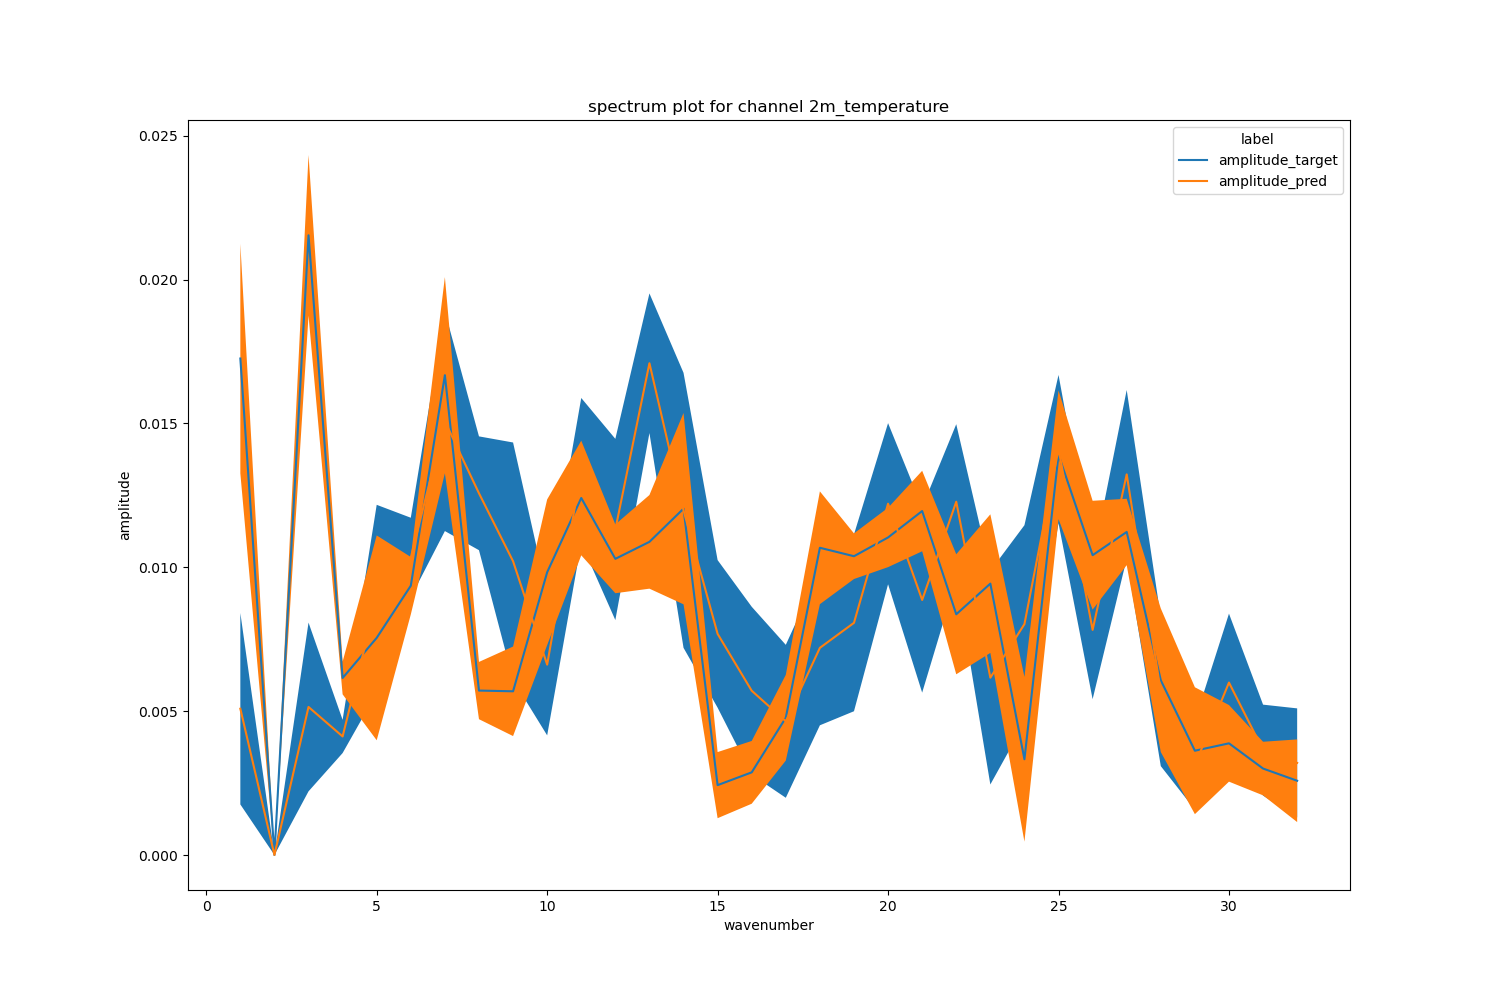 spectrum plot for channel 2m_temperature
label
amplitude_target
amplitude_pred
amplitude
0.025
0.020
0.015
0.010
0.005
0.000
0 5 10 15 20 25 30
wavenumber